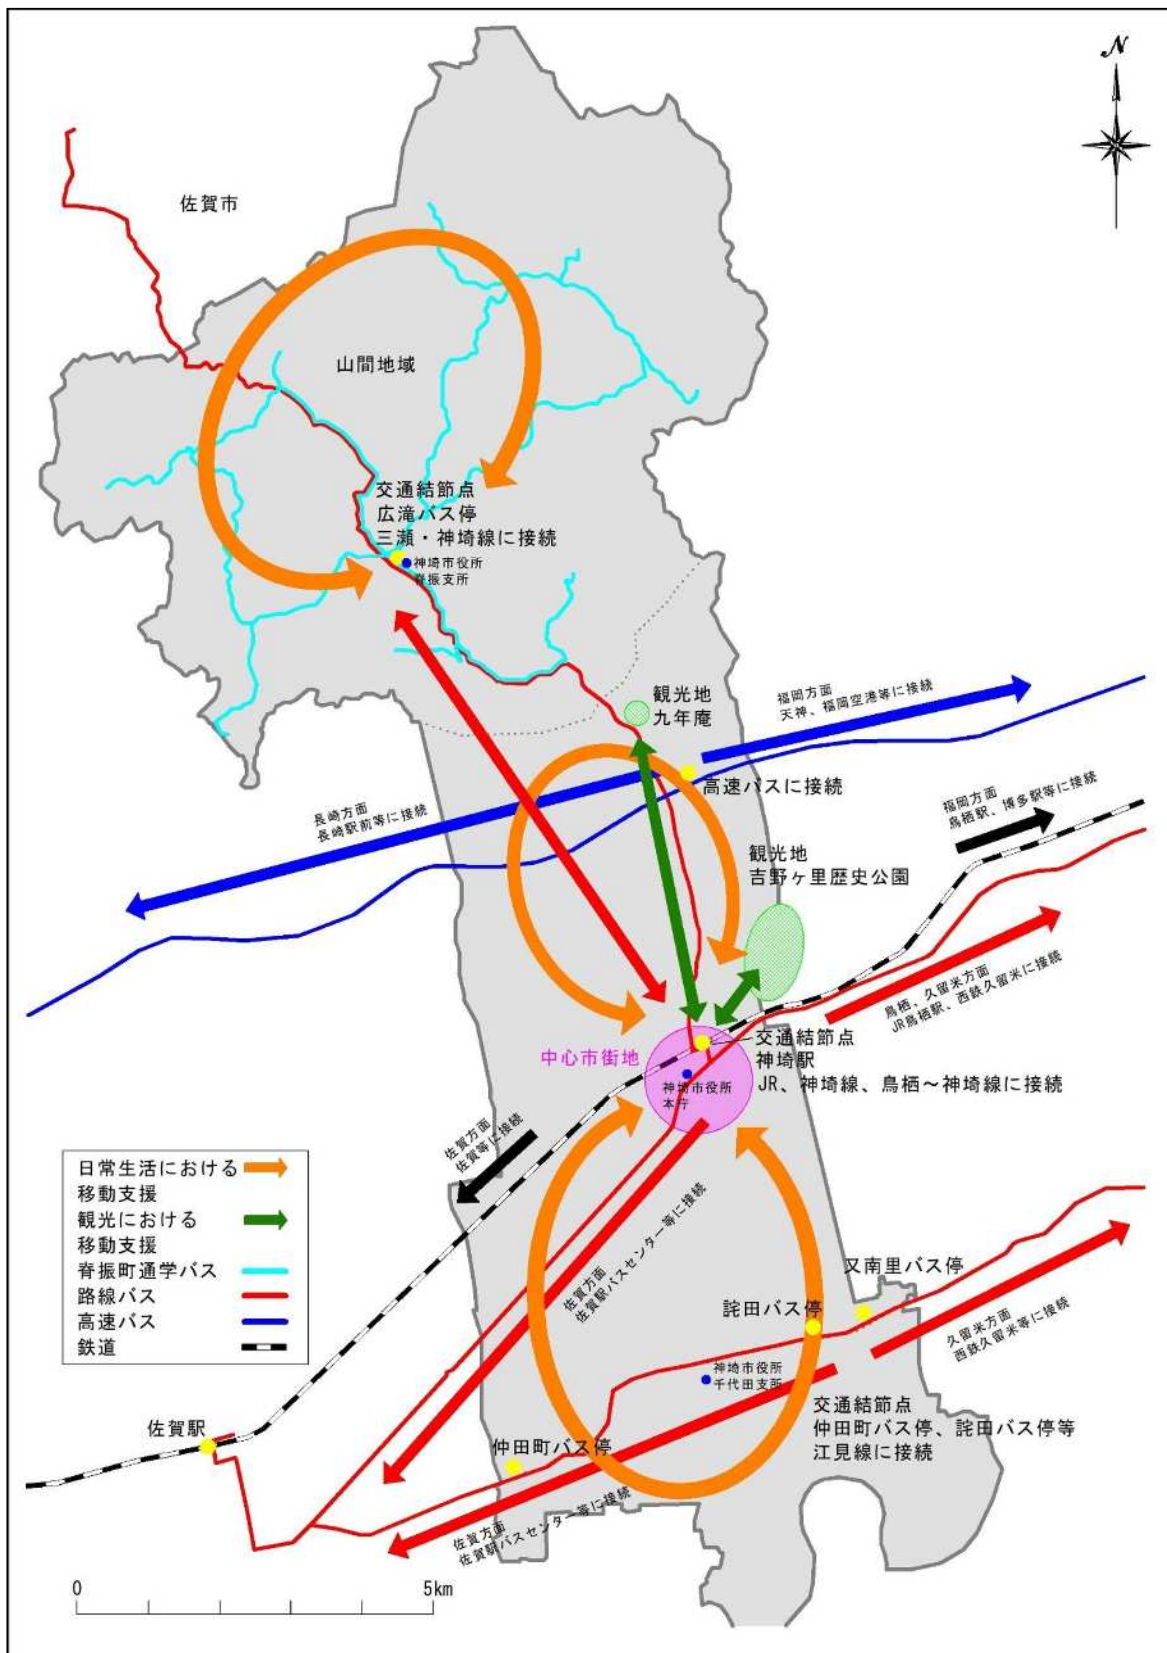 N
佐賀市
山間地域
交通結節点
広滝バス停
三瀬・神埼線に接続
神埼市役所
脊振支所
観光地
九年庵
福岡方面
天神、福岡空港等に接続
高速バスに接続
長崎方面
長崎駅前等に接続
福岡方面
鳥栖駅、博多駅等に接続
観光地
吉野ヶ里歴史公園
鳥栖、久留米方面
JR鳥栖駅、西鉄久留米に接続
中心市街地
交通結節点
神埼駅
JR、神埼線、鳥栖~神埼線に接続
神埼市役所
本庁
佐賀方面
佐賀等に接続
日常生活における
移動支援
観光における
移動支援
脊振町通学バス
路線バス
高速バス
鉄道
佐賀方面
佐賀駅バスセンター等に接続
又南里バス停
詫田バス停
久留米方面
西鉄久留米等に接続
神埼市役所
千代田支所
交通結節点
仲田町バス停、詫田バス停等
江見線に接続
佐賀駅
仲田町バス停
佐賀方面
佐賀駅バスセンター等に接続
0
5km